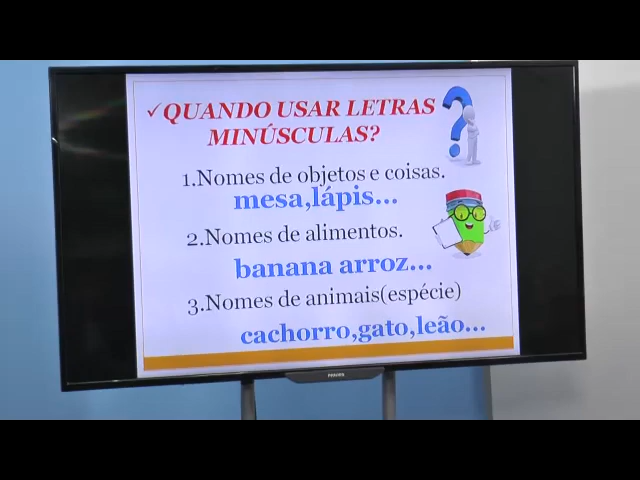 ✓QUANDO USAR LETRAS
MINÚSCULAS?
1.Nomes de objetos e coisas.
mesa,lápis...
2.Nomes de alimentos.
banana arroz...
3.Nomes de animais(espécie)
cachorro,gato,leão...
PHILIPS